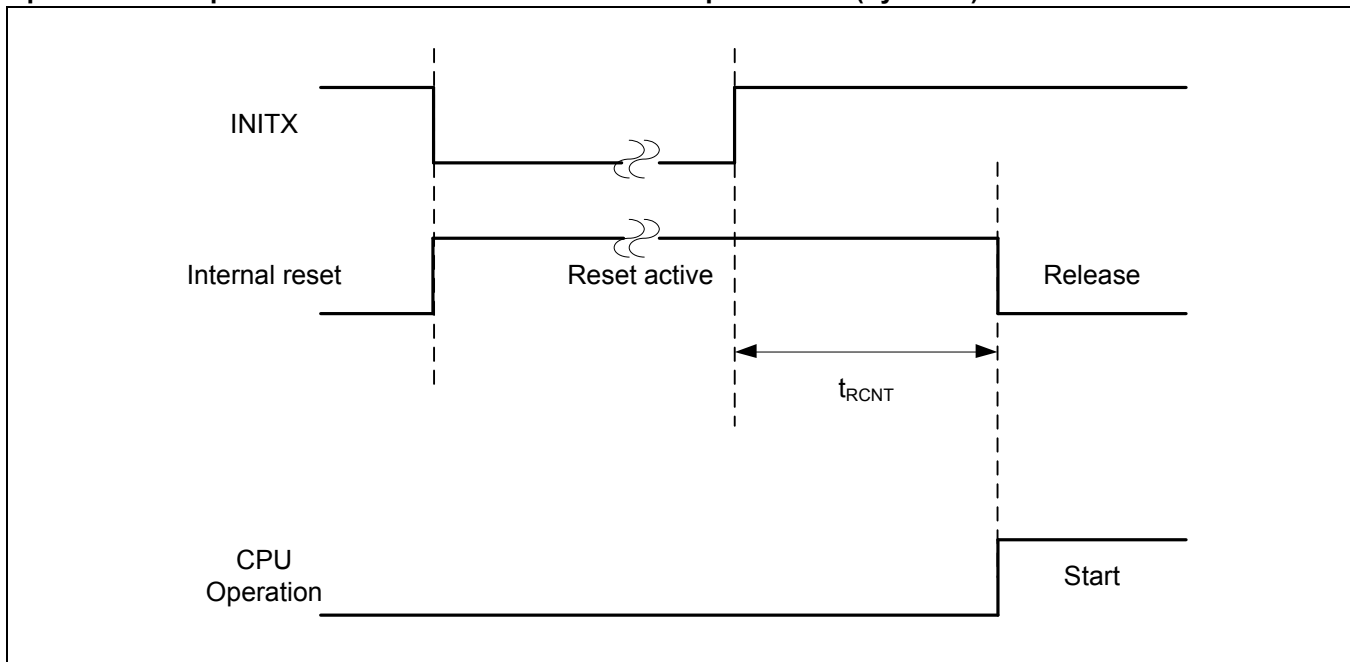 INITX
Internal reset
Reset active
Release
tRCNT
CPU
Operation
Start